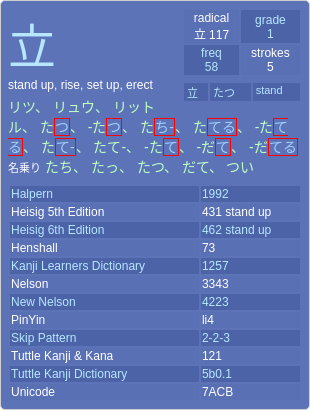 立
radical
立 117
grade
1
freq
58
strokes
5
stand up, rise, set up, erect
立 たつ stand
リツ、 リュウ、 リット
ル、 たつ、 -たつ、 たち-、 たてる、 -たて
る、 たて-、 たて-、 -たて、 -だて、 -だてる
名乗り たち、 たっ、 たつ、 だて、 つい
Halpern 1992
Heisig 5th Edition 431 stand up
Heisig 6th Edition 462 stand up
Henshall 73
Kanji Learners Dictionary 1257
Nelson 3343
New Nelson 4223
PinYin li4
Skip Pattern 2-2-3
Tuttle Kanji & Kana 121
Tuttle Kanji Dictionary 5b0.1
Unicode 7ACB